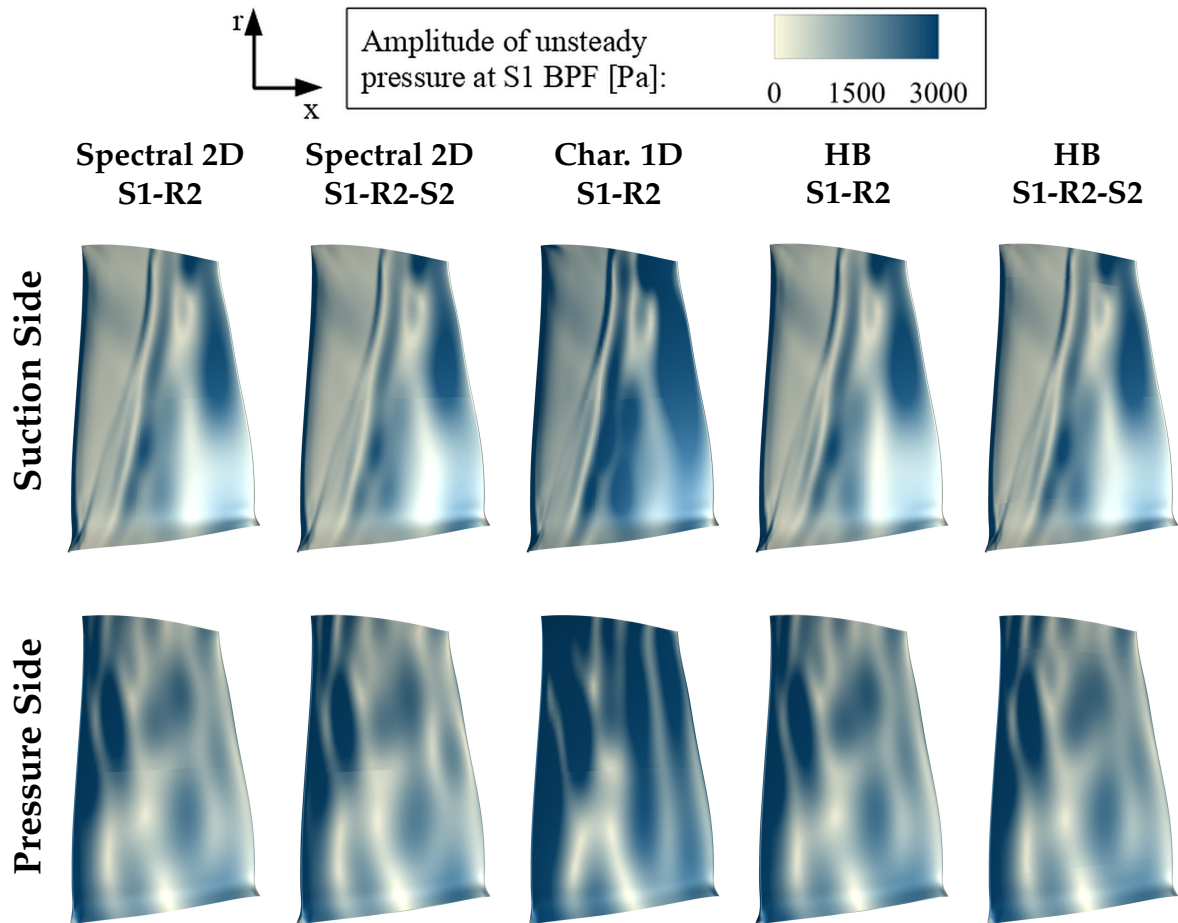 r
x
Amplitude of unsteady
pressure at S1 BPF [Pa]:
0 1500 3000
Spectral 2D
S1-R2
Spectral 2D
S1-R2-S2
Char. 1D
S1-R2
HB
S1-R2
HB
S1-R2-S2
Suction Side
Pressure Side